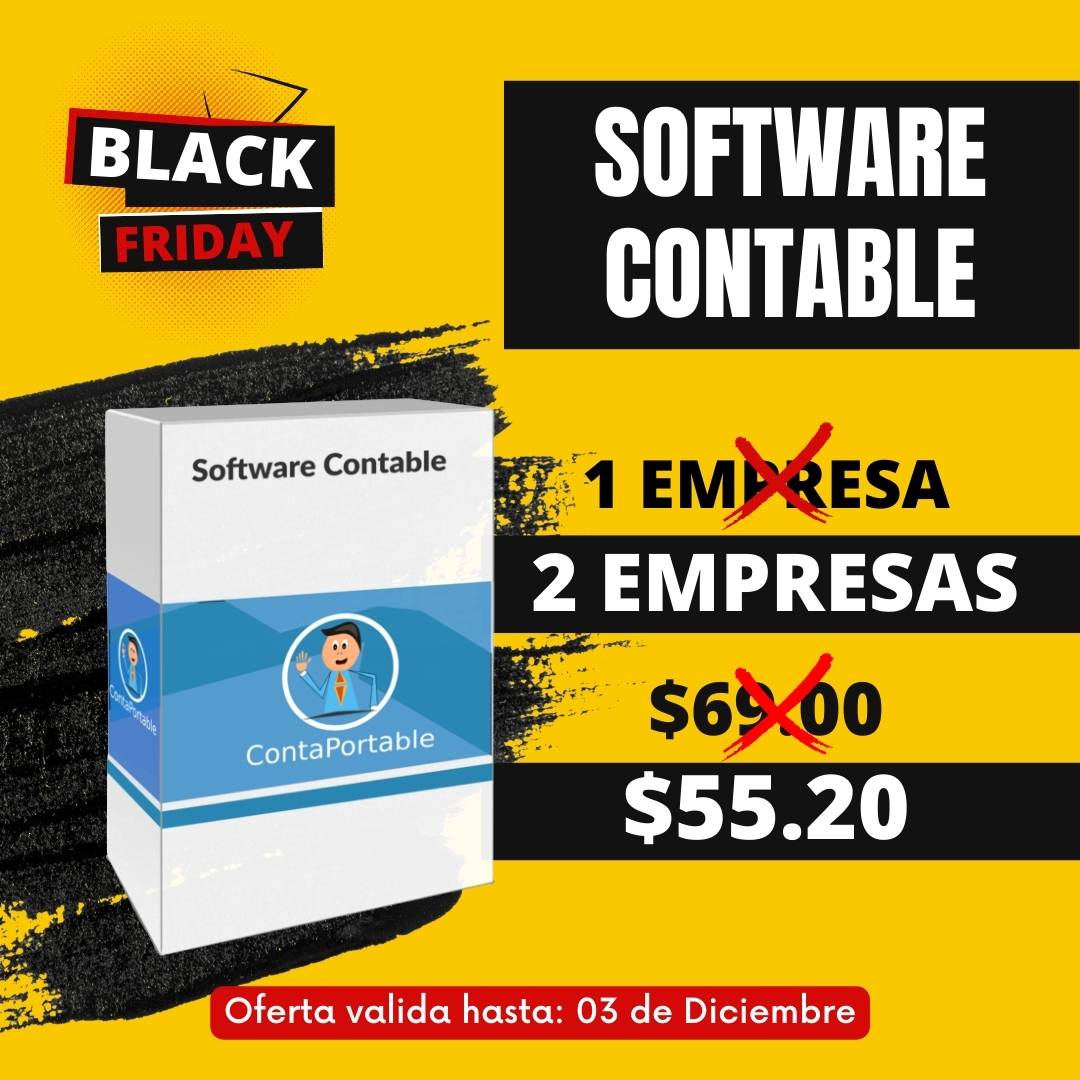 BLACK
FRIDAY
SOFTWARE
CONTABLE
Software Contable
ContaPortable
ContaPortable
1 EMPRESA
2 EMPRESAS
$69.00
$55.20
Oferta valida hasta: 03 de Diciembre